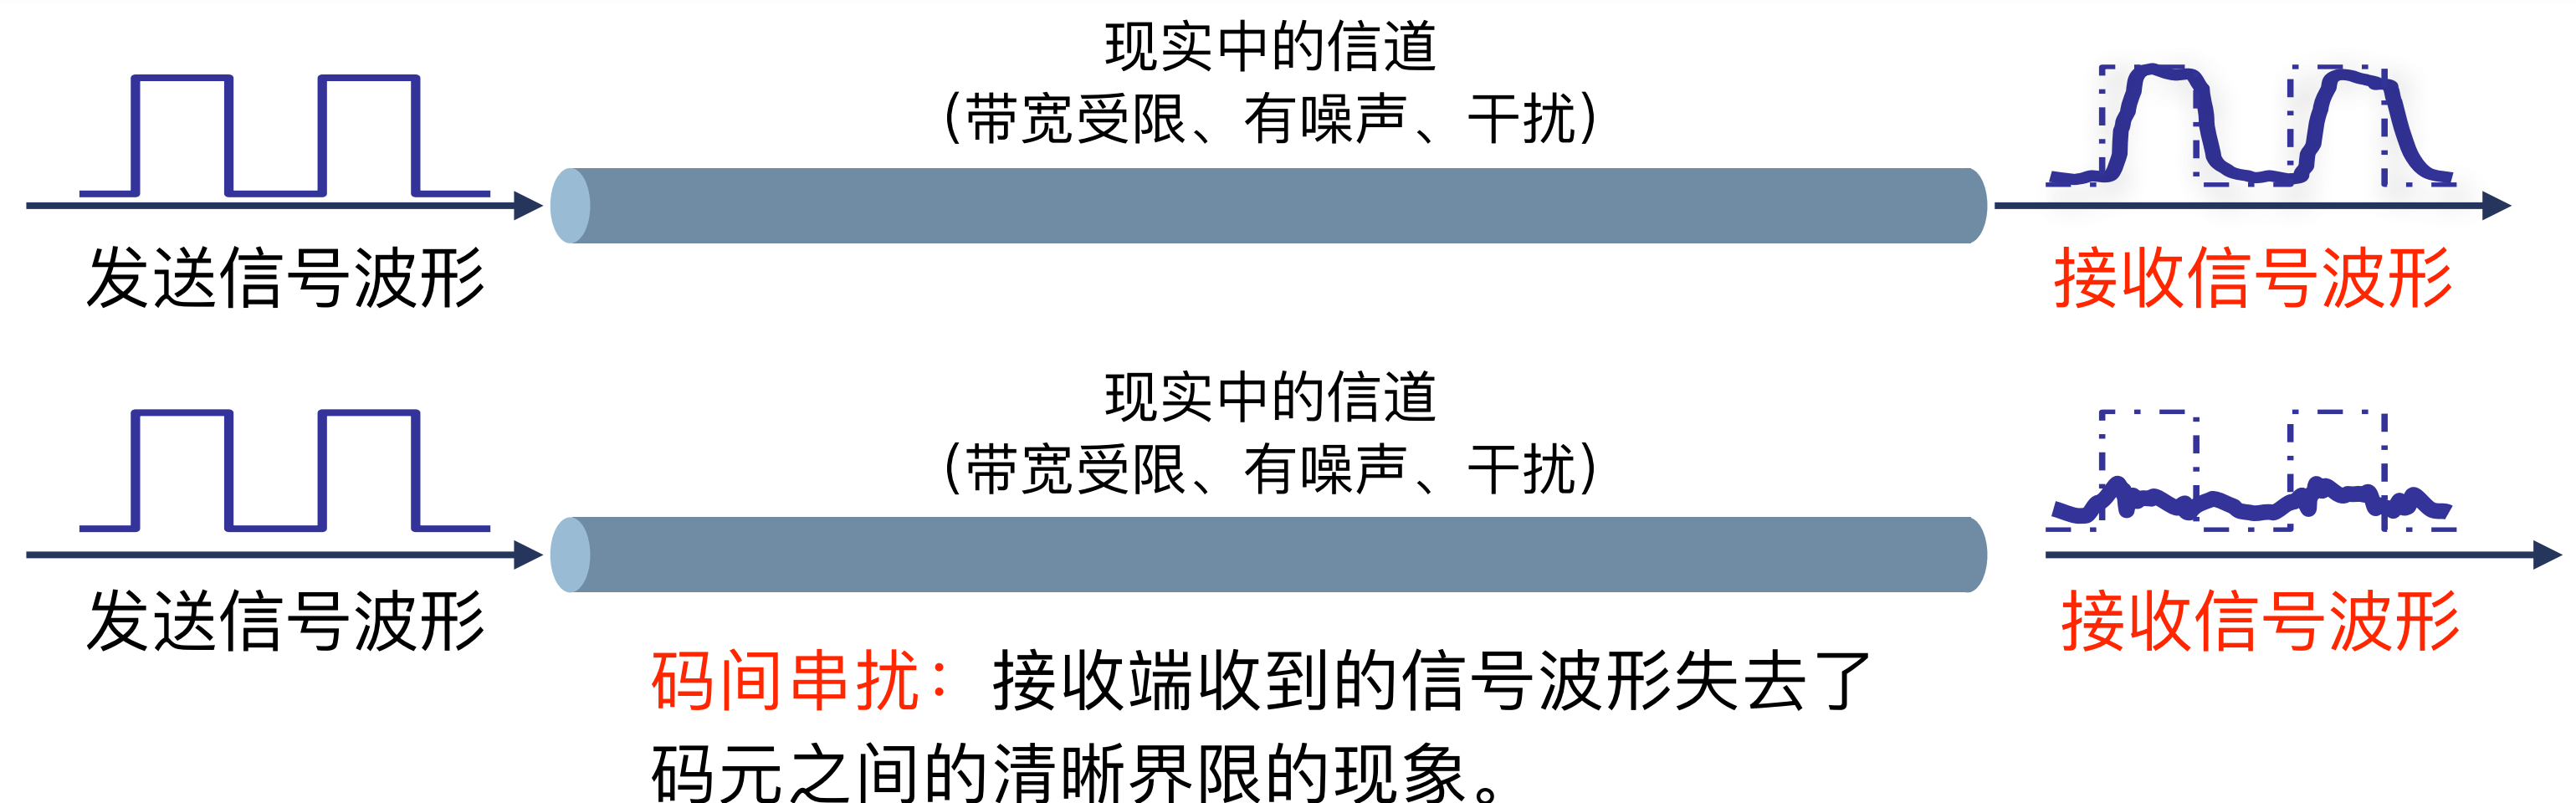 现实中的信道
(带宽受限、有噪声、干扰)
发送信号波形
接收信号波形
现实中的信道
(带宽受限、有噪声、干扰)
发送信号波形
接收信号波形
码间串扰：接收端收到的信号波形失去了
码元之间的清晰界限的现象。